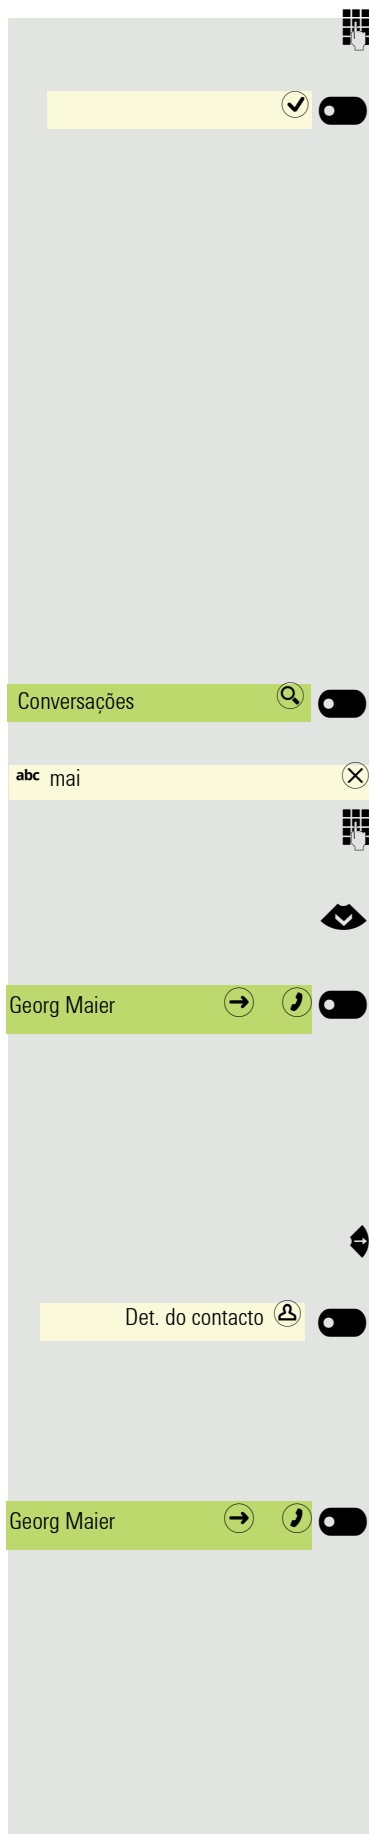 Conversações
abc mai
Georg Maier
Det. do contacto
Georg Maier